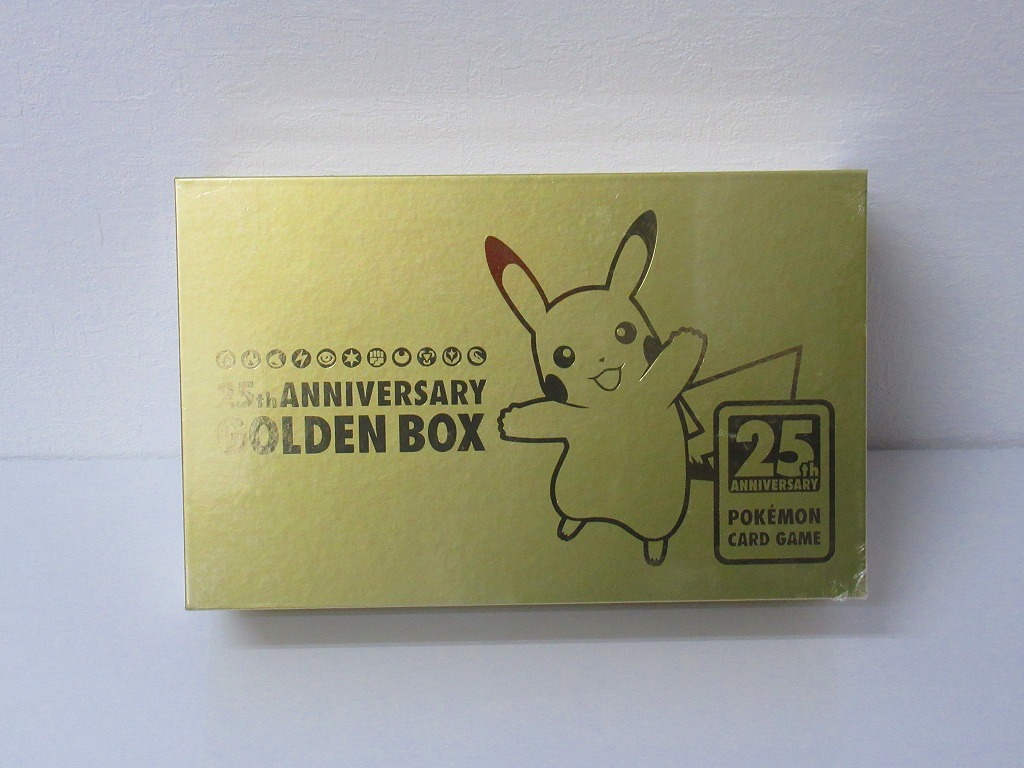 25th ANNIVERSARY
GOLDEN BOX
25th
ANNIVERSARY
POKÉMON
CARD GAME